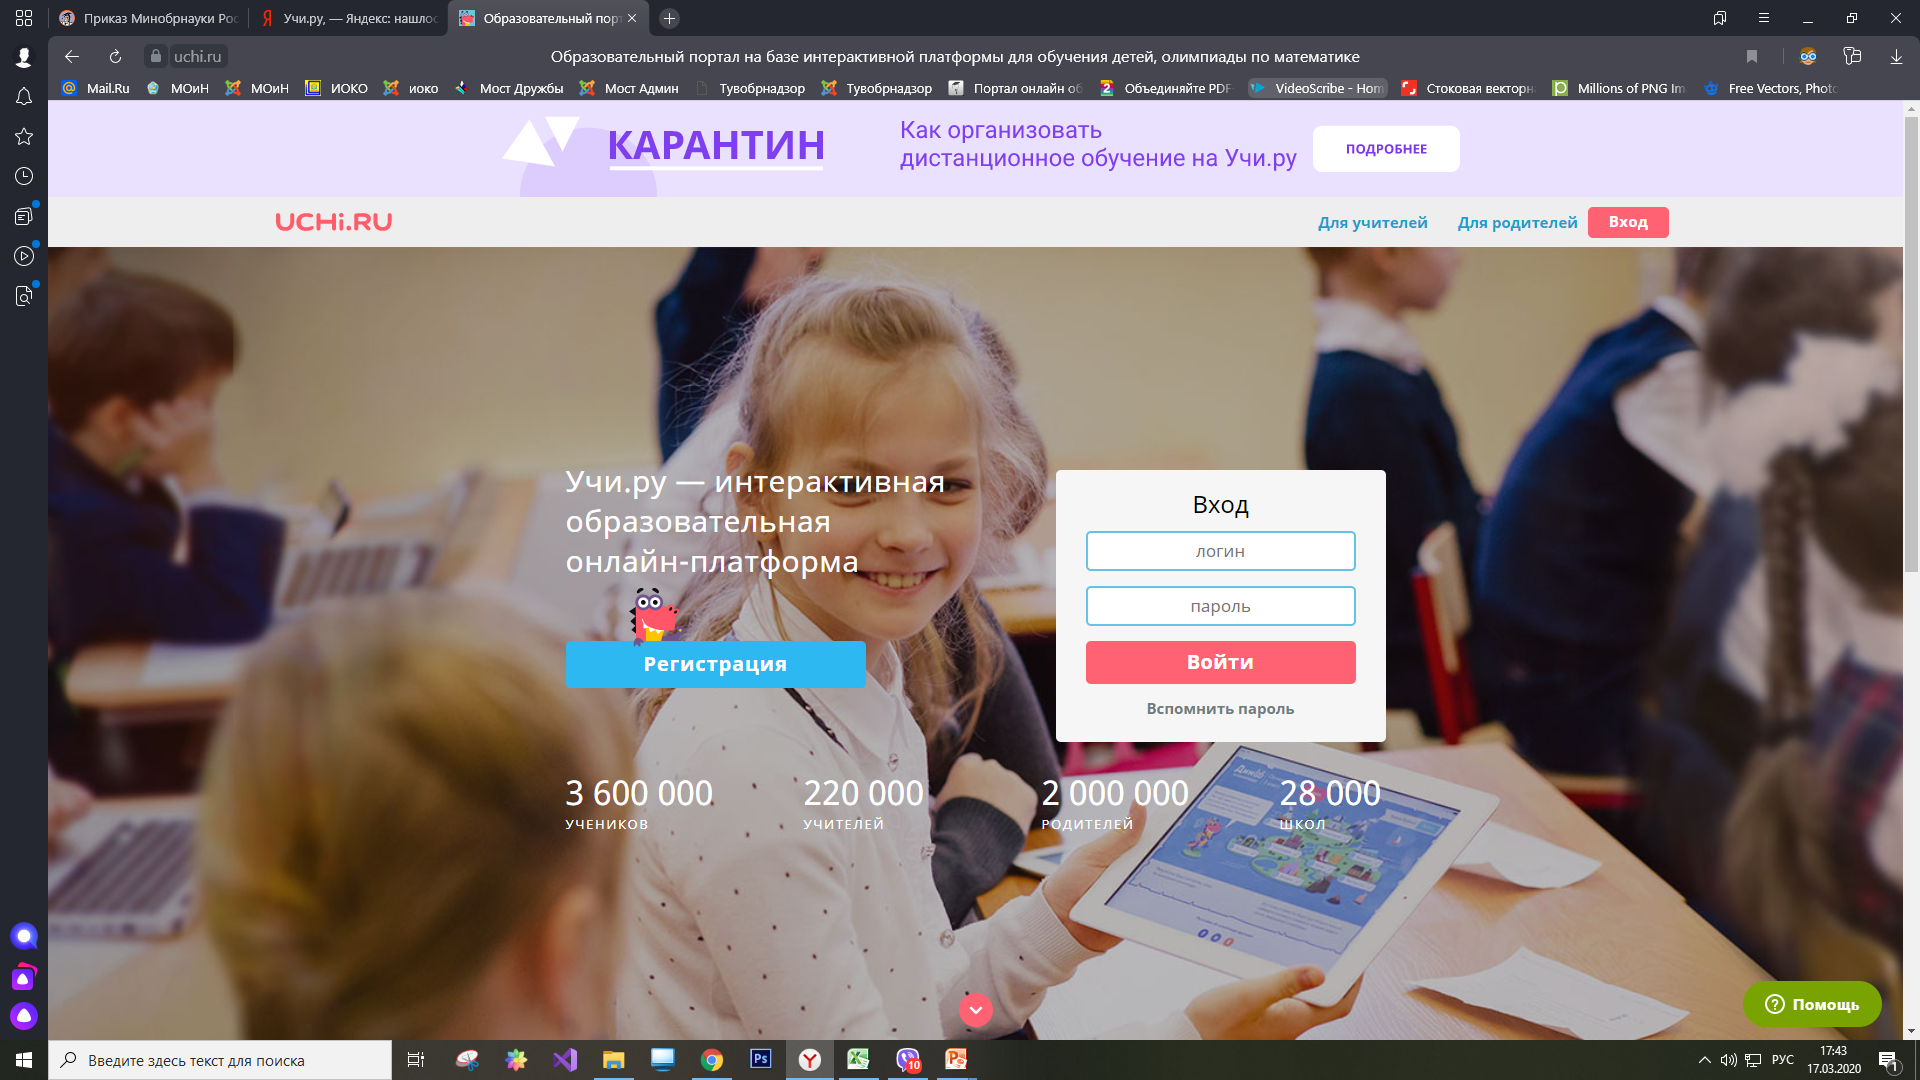 Приказ Минобрнауки Рос
Учи.ру, — Яндекс: нашлос
Образовательный порт
uchi.ru
Образовательный портал на базе интерактивной платформы для обучения детей, олимпиады по математике
Mail.Ru
МОиН
МОиН
ИОКО
иоко
Мост Дружбы
Мост Админ
Тувобрнадзор
Тувобрнадзор
Портал онлайн об
Объединяйте PDF
VideoScribe - Hom
Стоковая векторн
Millions of PNG Im
Free Vectors, Photo
КАРАНТИН
Как организовать
дистанционное обучение на Учи.ру
ПОДРОБНЕЕ
UCHi.RU
Для учителей
Для родителей
Вход
Учи.ру — интерактивная
образовательная
онлайн-платформа
Регистрация
Вход
логин
пароль
Войти
Вспомнить пароль
3 600 000
УЧЕНИКОВ
220 000
УЧИТЕЛЕЙ
2 000 000
РОДИТЕЛЕЙ
28 000
ШКОЛ
Помощь
Введите здесь текст для поиска
Ps
10
РУС
17:43
17.03.2020
1